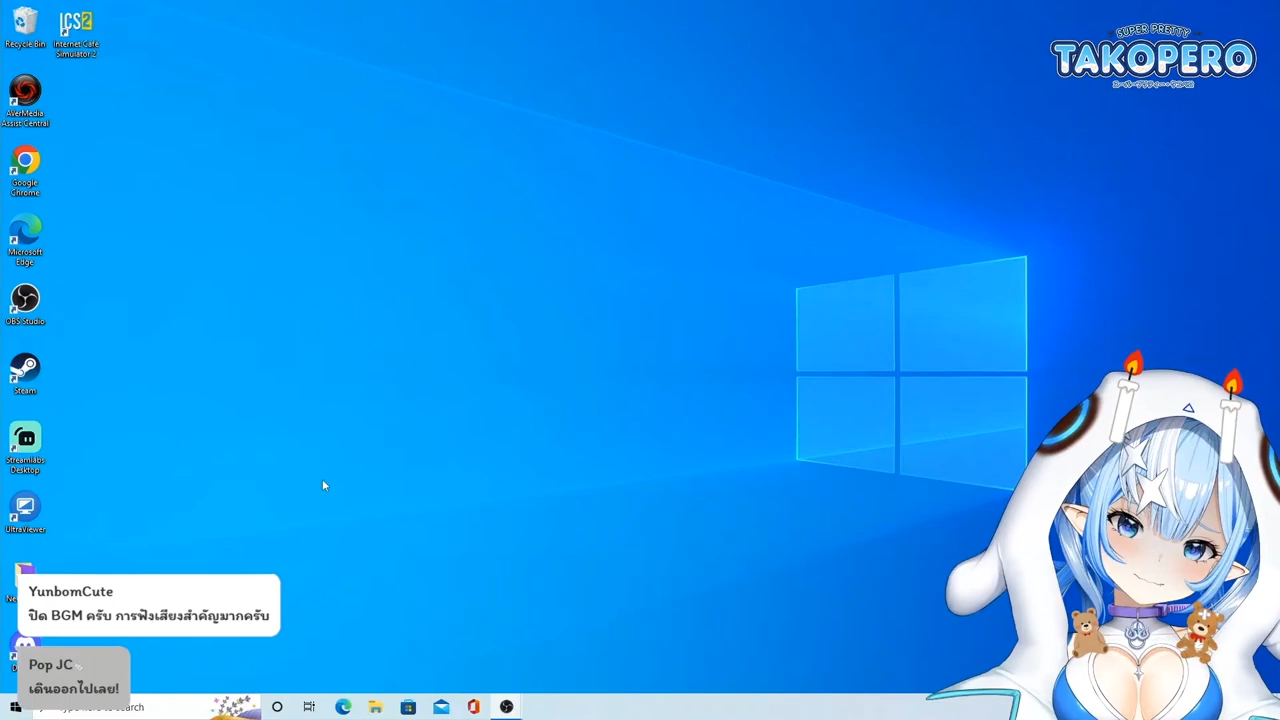 Recycle Bin
Internet Cafe
Simulator 2
ICS2
AVerMedia
Assist Central
Google
Chrome
Microsoft
Edge
OBS Studio
Steam
Streamlabs
Desktop
UltraViewer
SUPER PRETTY
TAKOPERO
YunbomCute
ปิด BGM ครับ การฟังเสียงสำคัญมากครับ
Pop JC
เดินออกไปเลย!
here to search